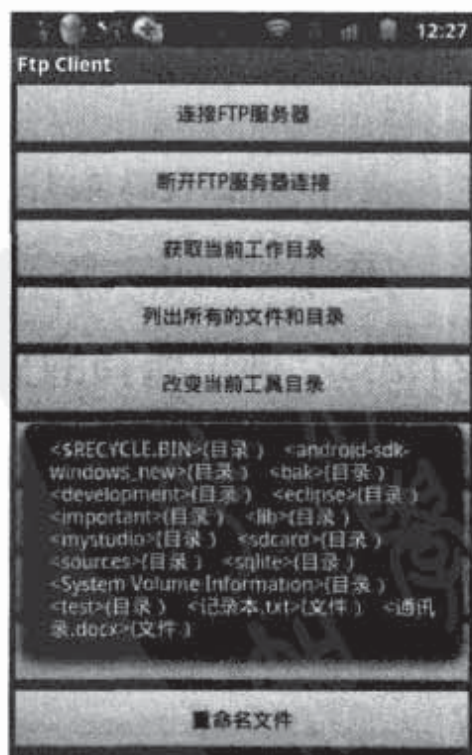 12:27
Ftp Client
连接FTP服务器
断开FTP服务器连接
获取当前工作目录
列出所有的文件和目录
改变当前工具目录
<$RECYCLE.BIN>(目录） <android-sdk-
windows_new>(目录） <bak>(目录）
<development>(目录） <eclipse>(目录）
<important>(目录） <lib>(目录）
<mystudio>(目录） <sdcard>(目录）
<sources>(目录） <sqlite>(目录）
<System Volume Information>(目录）
<test>(目录） <记录本.txt>(文件） <通讯
录.docx>(文件）
重命名文件